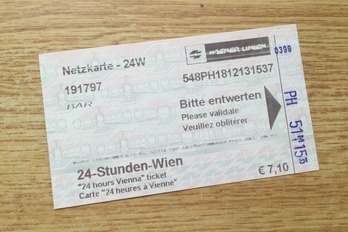 Netzkarte - 24W
WIENER LINIEN
0399
191797
548PH1812131537
BAR
Bitte entwerten
Please validate
Veuillez oblitérer
PH
24-Stunden-Wien
"24 hours Vienna" ticket
Carte "24 heures à Vienne"
€ 7,10